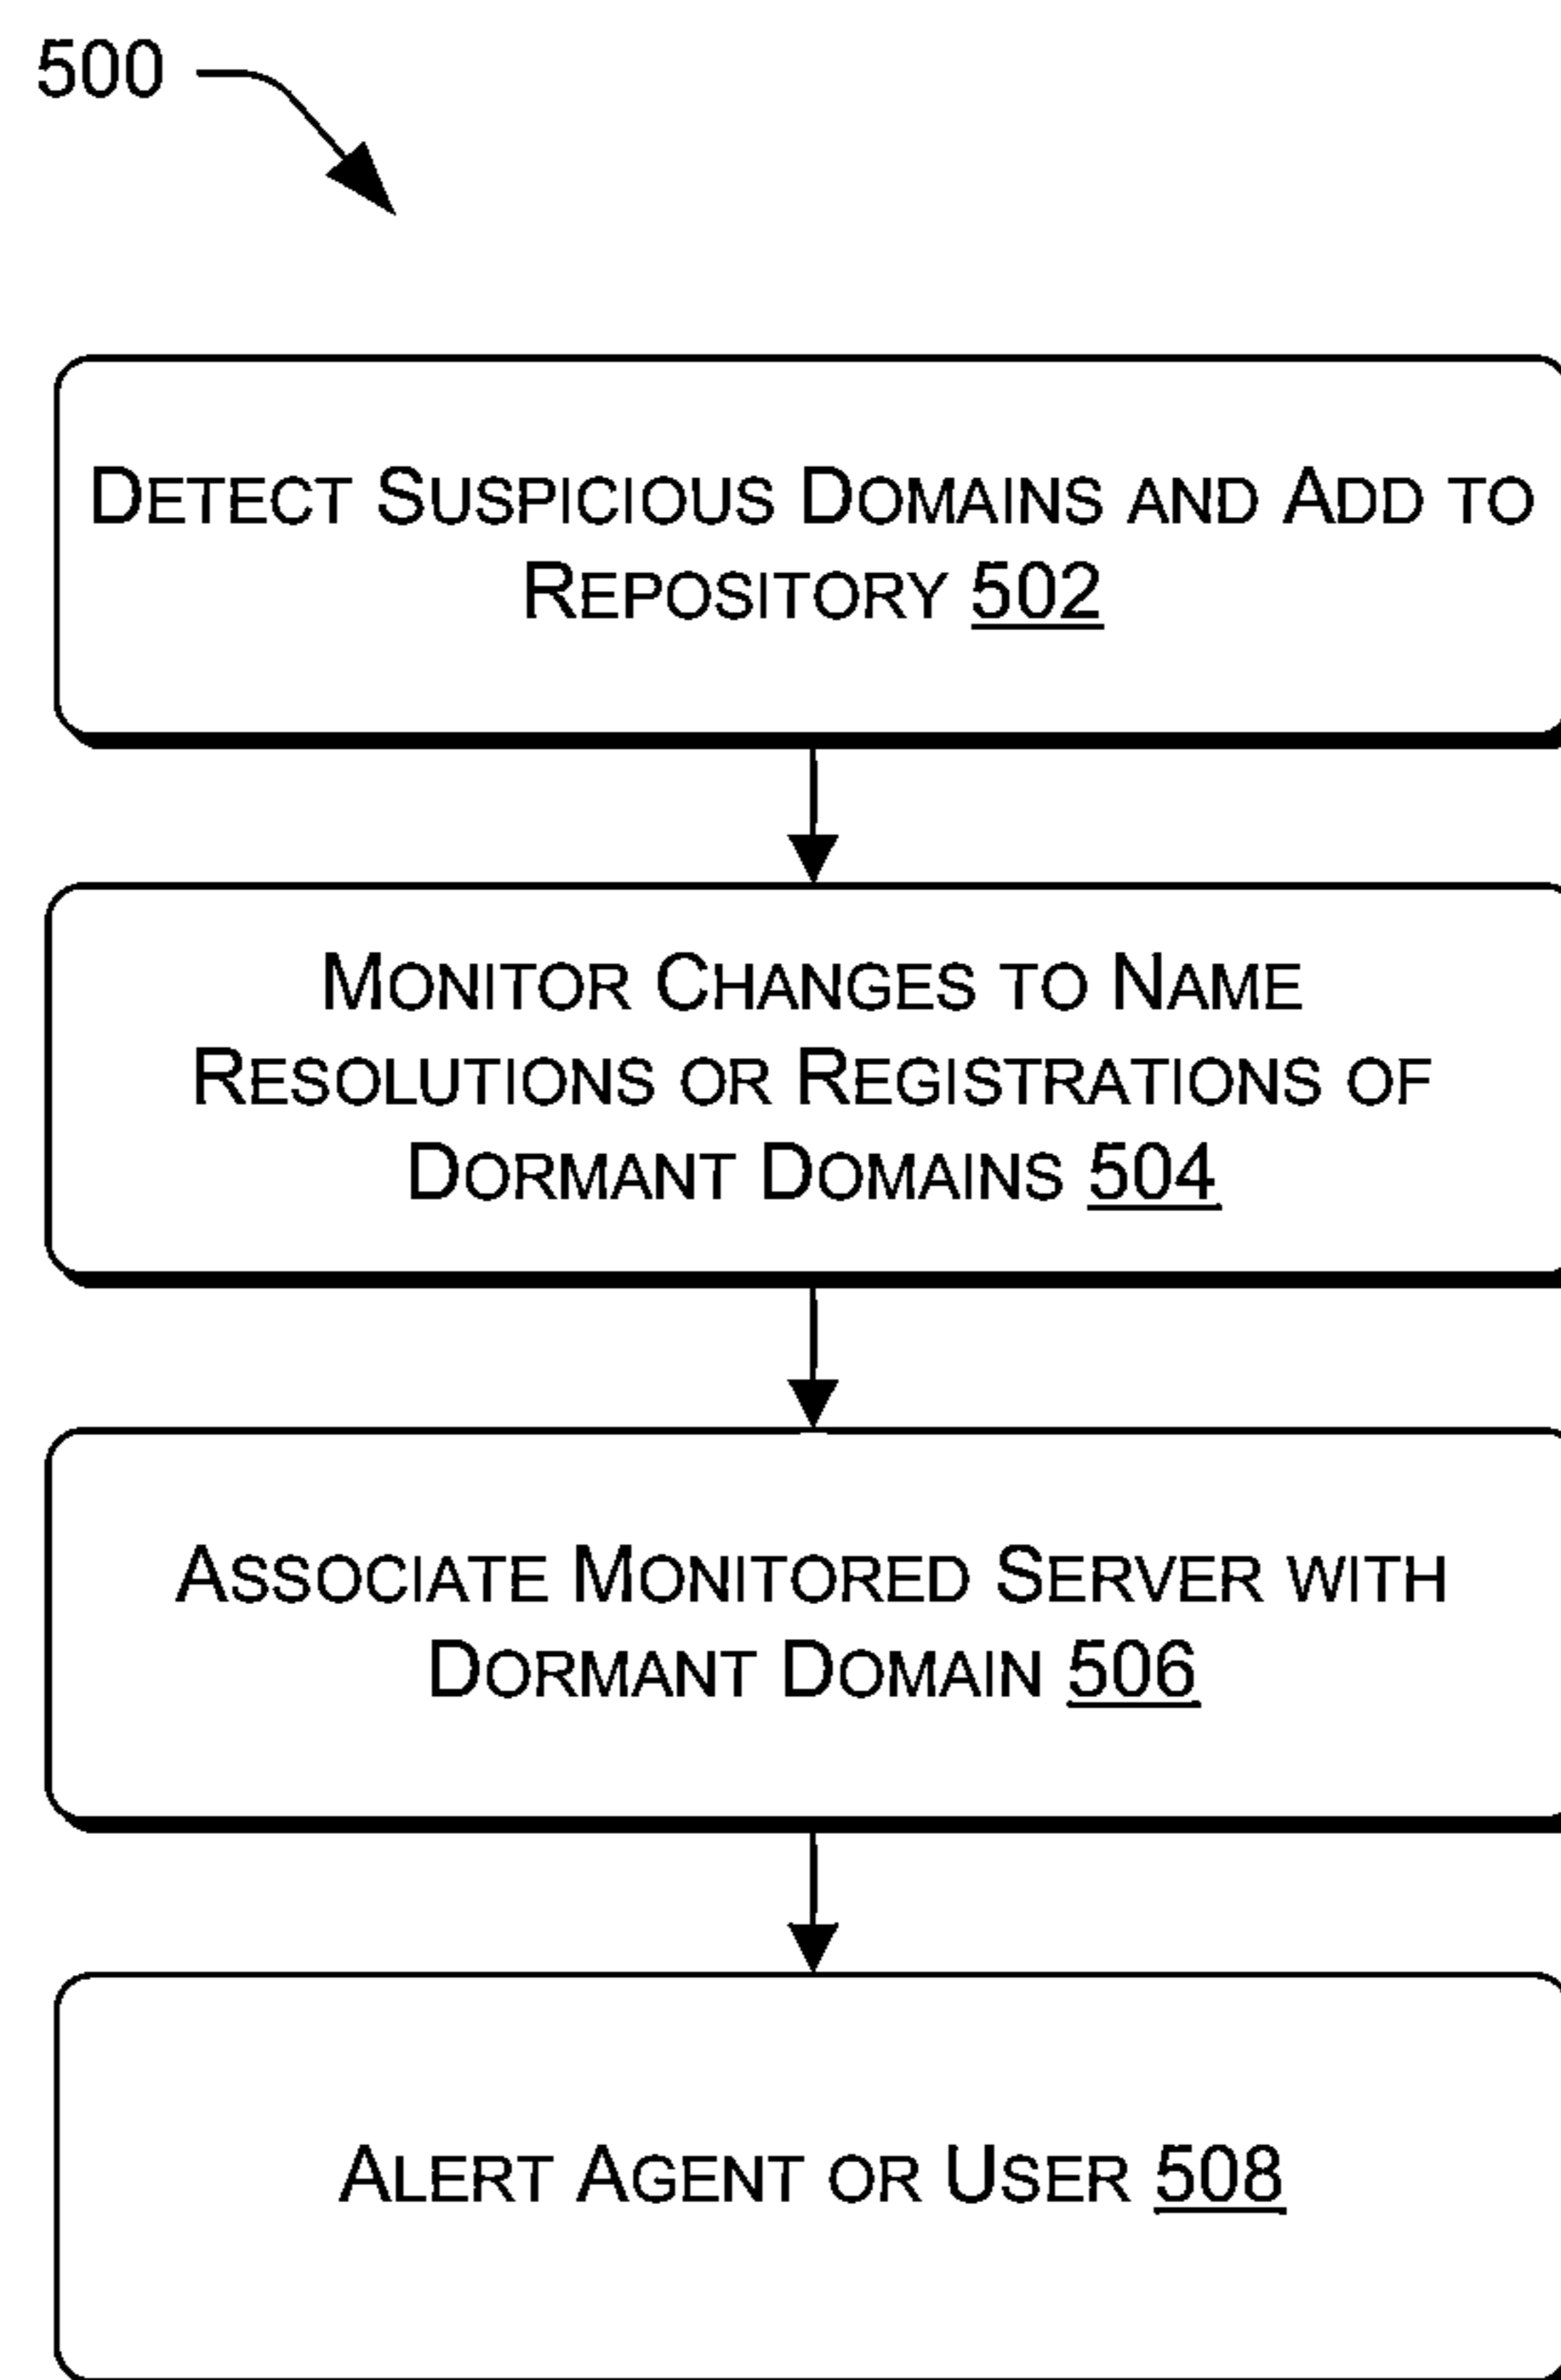 500
DETECT SUSPICIOUS DOMAINS AND ADD TO
REPOSITORY 502
MONITOR CHANGES TO NAME
RESOLUTIONS OR REGISTRATIONS OF
DORMANT DOMAINS 504
ASSOCIATE MONITORED SERVER WITH
DORMANT DOMAIN 506
ALERT AGENT OR USER 508